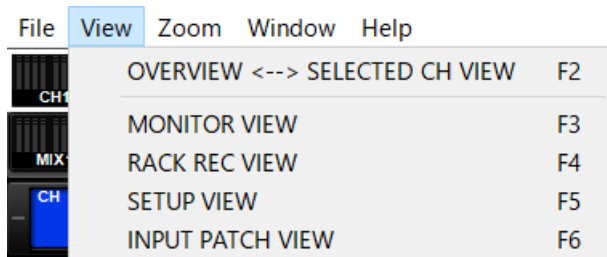 File View Zoom Window Help
OVERVIEW <--> SELECTED CH VIEW F2
CH1
MONITOR VIEW F3
MIX1
RACK REC VIEW F4
CH
SETUP VIEW F5
INPUT PATCH VIEW F6